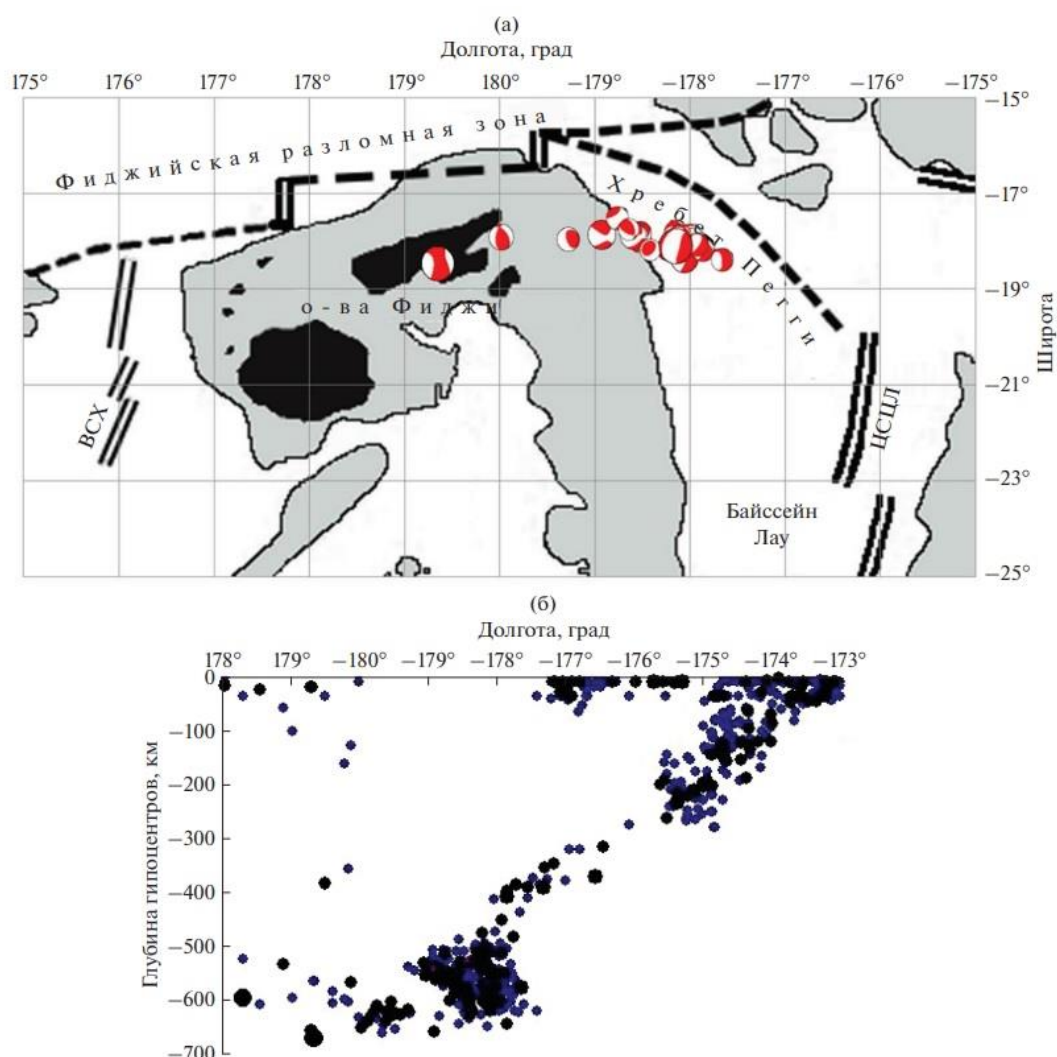 (а)
Долгота, град
175° 176° 177° 178° 179° 180° −179° −178° −177° −176° −175°
−15°
Фиджийская разломная зона
−17°
Хребет Пегги
−19°
о-ва Фиджи
Широта
−21°
ВСХ
ЦСЦЛ
−23°
Байссейн
Лау
−25°
(б)
Долгота, град
178 179° −180° −179° −178° −177° −176° −175° −174° −173°
0
−100
−200
−300
−400
−500
−600
−700
Глубина гипоцентров, км